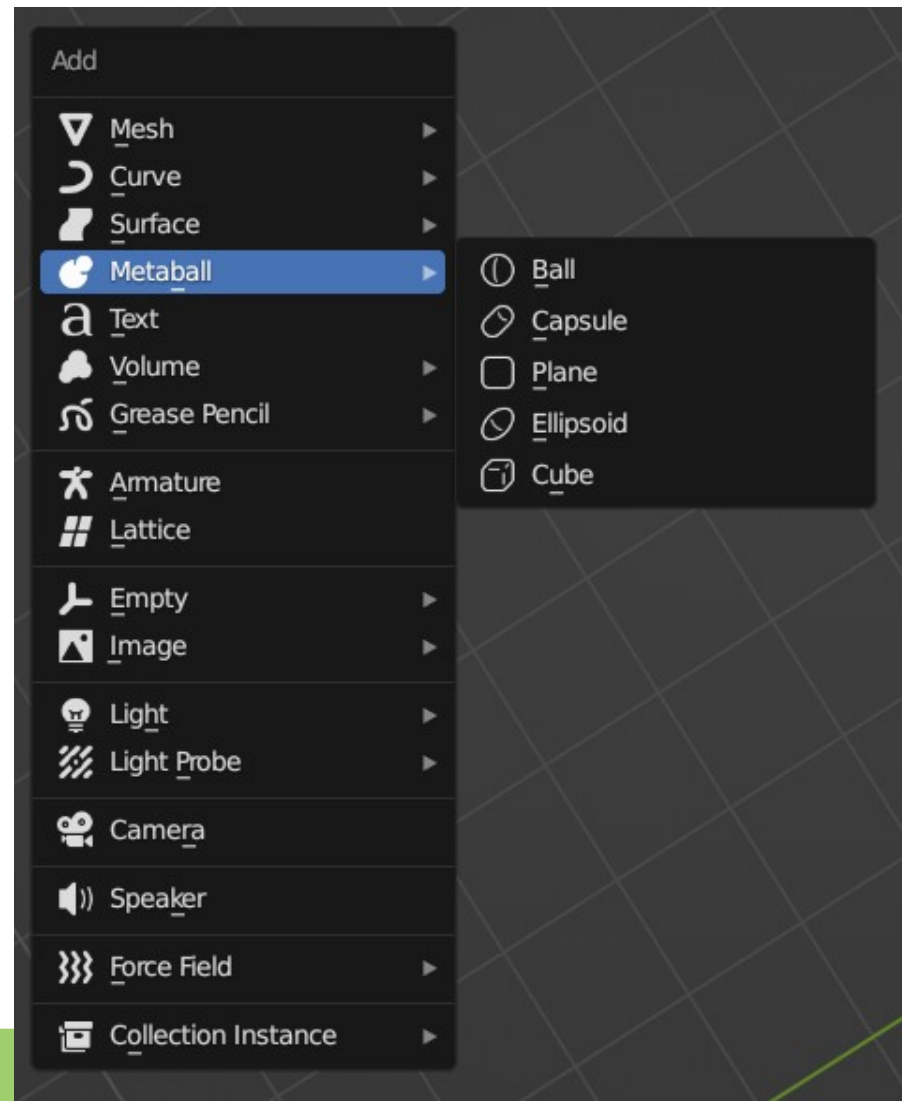 Add
Mesh
Curve
Surface
Metaball
Text
Volume
Grease Pencil
Armature
Lattice
Empty
Image
Light
Light Probe
Camera
Speaker
Force Field
Collection Instance
Ball
Capsule
Plane
Ellipsoid
Cube